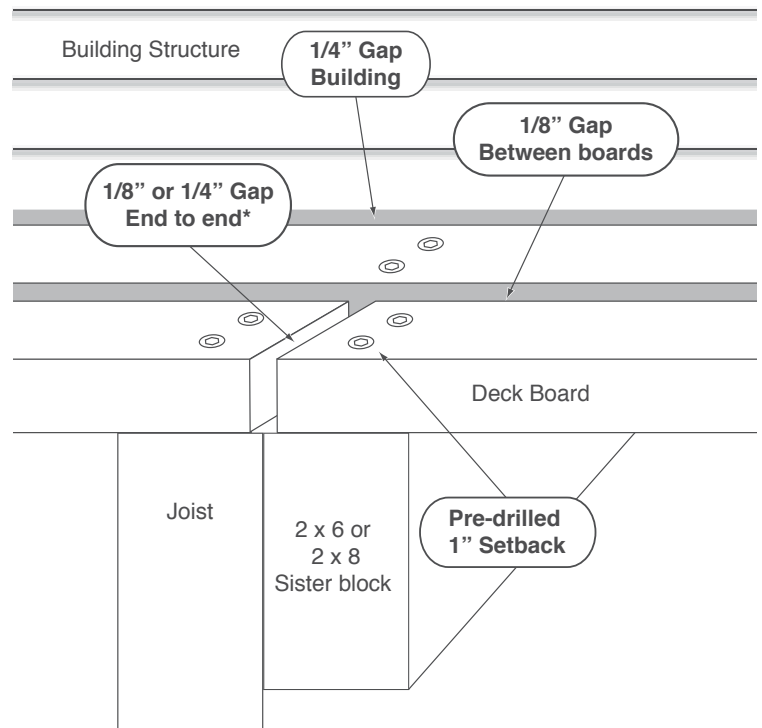 Building Structure
1/4” Gap
Building
1/8” Gap
Between boards
1/8” or 1/4” Gap
End to end*
Deck Board
Joist
2 x 6 or
2 x 8
Sister block
Pre-drilled
1” Setback